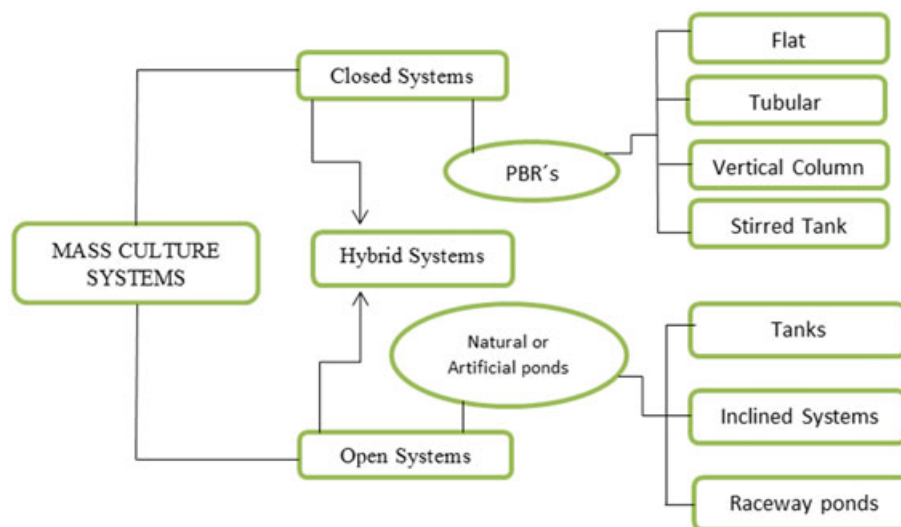 Closed Systems
PBR´s
Flat
Tubular
Vertical Column
Stirred Tank
MASS CULTURE
SYSTEMS
Hybrid Systems
Natural or
Artificial ponds
Open Systems
Tanks
Inclined Systems
Raceway ponds